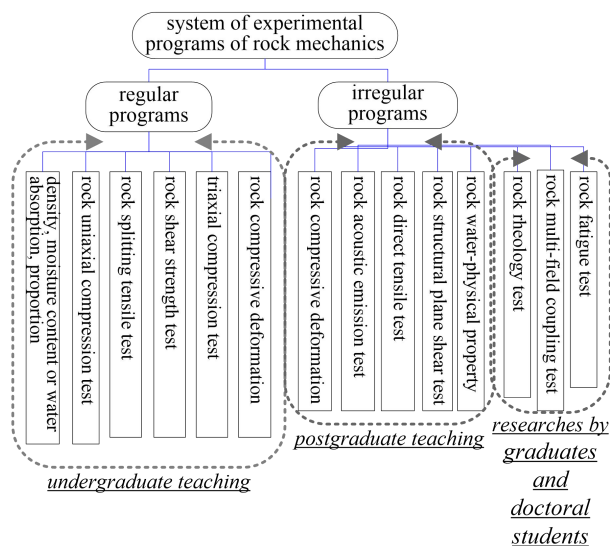 system of experimental
programs of rock mechanics
regular
programs
irregular
programs
density, moisture content or water
absorption, proportion
rock uniaxial compression test
rock splitting tensile test
rock shear strength test
triaxial compression test
rock compressive deformation
rock compressive deformation
rock acoustic emission test
rock direct tensile test
rock structural plane shear test
rock water-physical property
rock rheology test
rock multi-field coupling test
rock fatigue test
undergraduate teaching
postgraduate teaching
researches by
graduates
and
doctoral
students